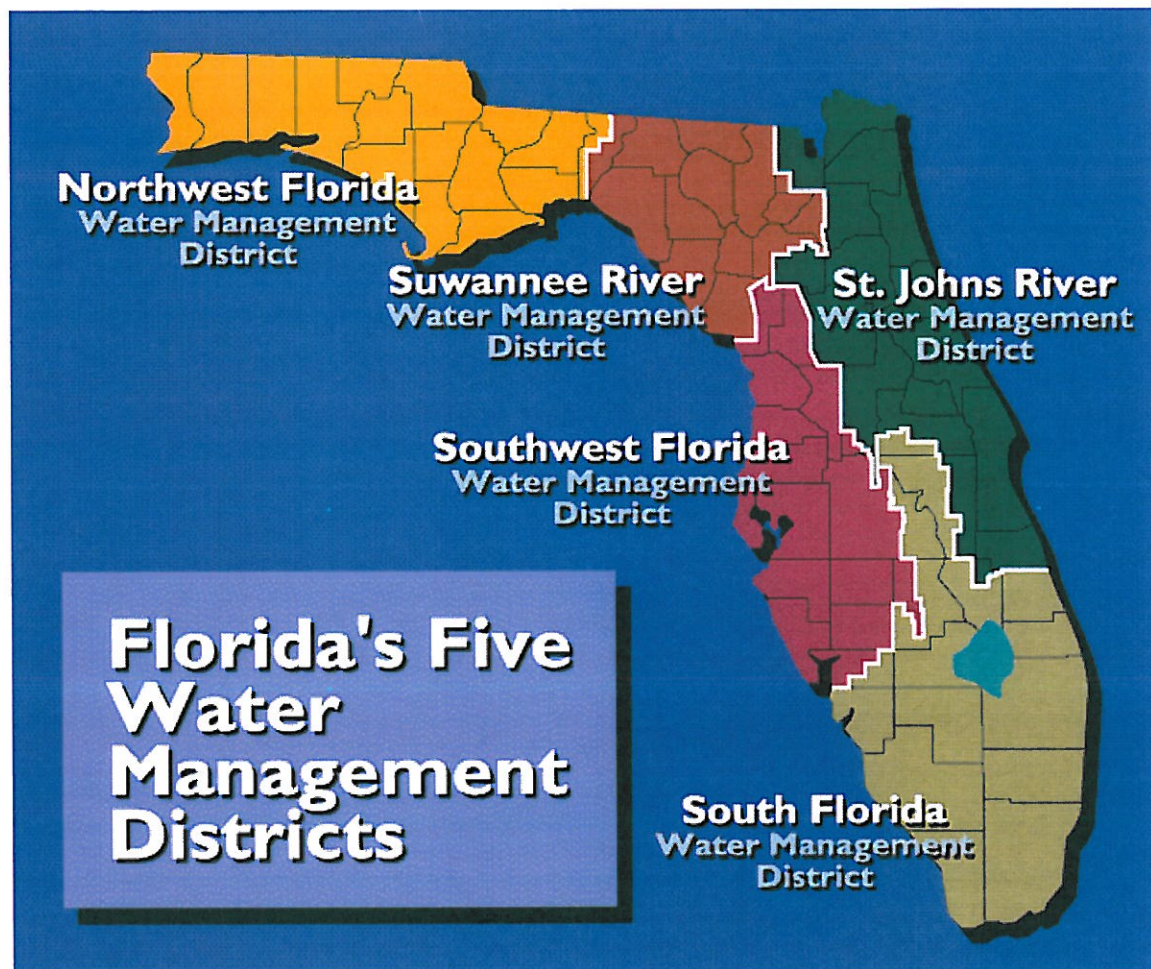 Northwest Florida
Water Management
District
Suwannee River
Water Management
District
St. Johns River
Water Management
District
Southwest Florida
Water Management
District
Florida's Five
Water
Management
Districts
South Florida
Water Management
District